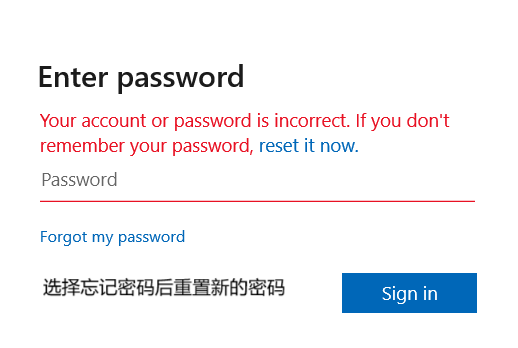 Enter password
Your account or password is incorrect. If you don't
remember your password, reset it now.
Password
Forgot my password
选择忘记密码后重置新的密码
Sign in